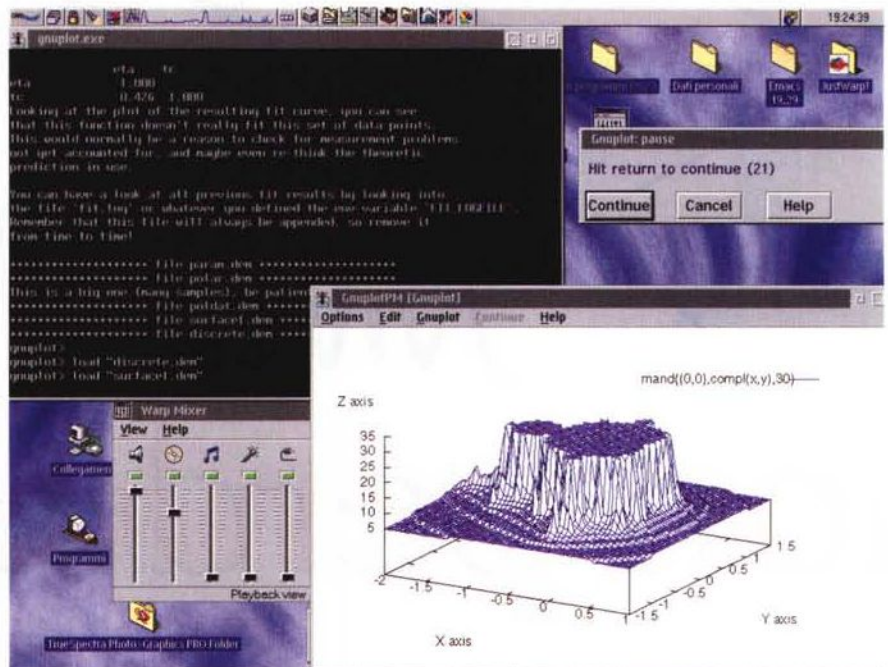 19:24:39
gnuplot.exe
eta tc
eta 1.000
tc 0.426 1.000
Looking at the plot of the resulting fit curve, you can see
that this function doesn't really fit this set of data points.
This would normally be a reason to check for measurement problems
not yet accounted for, and maybe even re-think the theoretic
prediction in use.
You can have a look at all previous fit results by looking into
the file 'fit.log' or whatever you defined the env-variable 'FIT_LOGFILE'.
Remember that this file will always be appended, so remove it
from time to time!
******************** file param.dem ********************
******************** file polar.dem ********************
This is a big one (many samples), be patien
******************** file poldat.dem *******
******************** file surface1.dem ****
******************** file discrete.dem ****
gnuplot>
gnuplot> load "discrete.dem"
gnuplot> load "surface1.dem"
Dati personali
Emacs
19.29
JustWarp!
Gnuplot: pause
Hit return to continue (21)
Continue Cancel Help
GnuplotPM [Gnuplot]
Options Edit Gnuplot Continue Help
mand((0,0),compl(x,y),30)
Z axis
35
30
25
20
15
10
5
-2 -1.5 -1 -0.5 0 0.5 1
X axis
-1.5 -1 -0.5 0 0.5 1 1.5
Y axis
Warp Mixer
View Help
Playback view
Collegamen
Programmi
TrueSpectra Photo>Graphics PRO Folder